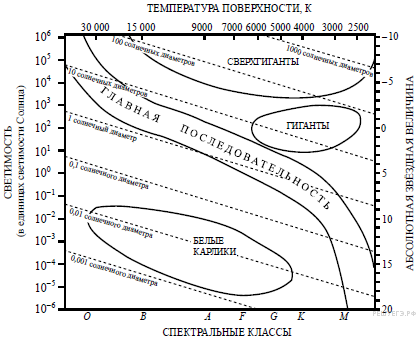 ТЕМПЕРАТУРА ПОВЕРХНОСТИ, К
30 000 15 000 9000 7000 6000 5000 4000 3000 2500
10⁶ -10
100 солнечных диаметров
1000 солнечных диаметров
СВЕРХГИГАНТЫ
10⁵
10 солнечных диаметров
10⁴ -5
10³
ГЛАВНАЯ ПОСЛЕДОВАТЕЛЬНОСТЬ
ГИГАНТЫ
10² 0
1 солнечный диаметр
10¹
1 5
0,1 солнечного диаметра
10⁻¹
10⁻² 10
0,01 солнечного диаметра
БЕЛЫЕ
КАРЛИКИ
10⁻³
10⁻⁴ 15
0,001 солнечного диаметра
10⁻⁵
10⁻⁶ 20
O B A F G K M
СПЕКТРАЛЬНЫЕ КЛАССЫ
СВЕТИМОСТЬ
(в единицах светимости Солнца)
АБСОЛЮТНАЯ ЗВЁЗДНАЯ ВЕЛИЧИНА
РЕШУЕГЭ.РФ